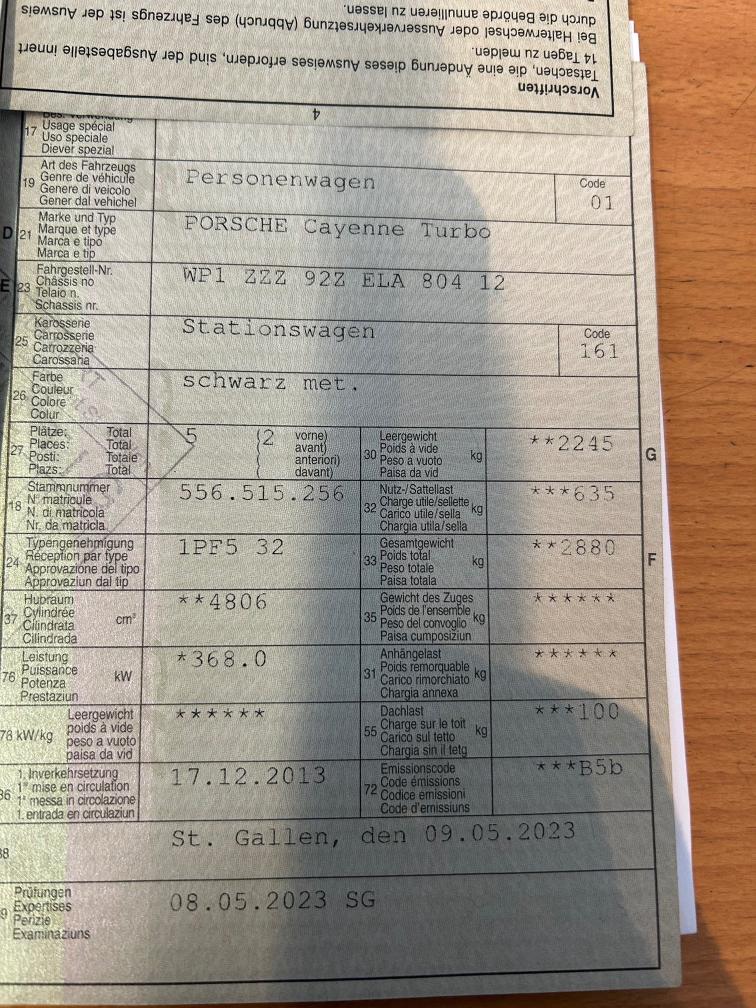 4
Vorschriften
Tatsachen, die eine Änderung dieses Ausweises erfordern, sind der Ausgabestelle innert
14 Tagen zu melden.
Bei Halterwechsel oder Ausserverkehrsetzung (Abbruch) des Fahrzeugs ist der Ausweis
durch die Behörde annullieren zu lassen.
17 Usage spécial
Uso speciale
Diever spezial
19 Art des Fahrzeugs
Genre de véhicule
Genere di veicolo
Gener dal vehichel
Personenwagen
Code
01
D 21 Marke und Typ
Marque et type
Marca e tipo
Marca e tip
PORSCHE Cayenne Turbo
E 23 Fahrgestell-Nr.
Châssis no
Telaio n.
Schassis nr.
WP1 ZZZ 92Z ELA 804 12
25 Karosserie
Carrosserie
Carrozzeria
Carossaria
Stationswagen
Code
161
26 Farbe
Couleur
Colore
Colur
schwarz met.
27 Plätze: Total
Places: Total
Posti: Totale
Plazs: Total
5 (2 vorne)
avant)
anteriori)
davant)
30 Leergewicht
Poids à vide
Peso a vuoto kg
Paisa da vid
**2245
G
18 Stammnummer
N° matricule
N. di matricola
Nr. da matricla
556.515.256
32 Nutz-/Sattellast
Charge utile/sellette
Carico utile/sella kg
Chargia utila/sella
***635
24 Typengenehmigung
Réception par type
Approvazione del tipo
Approvaziun dal tip
1PF5 32
33 Gesamtgewicht
Poids total
Peso totale kg
Paisa totala
**2880
F
37 Hubraum
Cylindrée
Cilindrata cm³
Cilindrada
**4806
35 Gewicht des Zuges
Poids de l'ensemble
Peso del convoglio kg
Paisa cumposiziun
******
76 Leistung
Puissance
Potenza kW
Prestaziun
*368.0
31 Anhängelast
Poids remorquable
Carico rimorchiato kg
Chargia annexa
******
78 kW/kg Leergewicht
poids à vide
peso a vuoto
paisa da vid
******
55 Dachlast
Charge sur le toit
Carico sul tetto kg
Chargia sin il tetg
***100
36 1. Inverkehrsetzung
1re mise en circulation
1a messa in circolazione
1. entrada en circulaziun
17.12.2013
72 Emissionscode
Code émissions
Codice emissioni
Code d'emissiuns
***B5b
38
St. Gallen, den 09.05.2023
39 Prüfungen
Expertises
Perizie
Examinaziuns
08.05.2023 SG